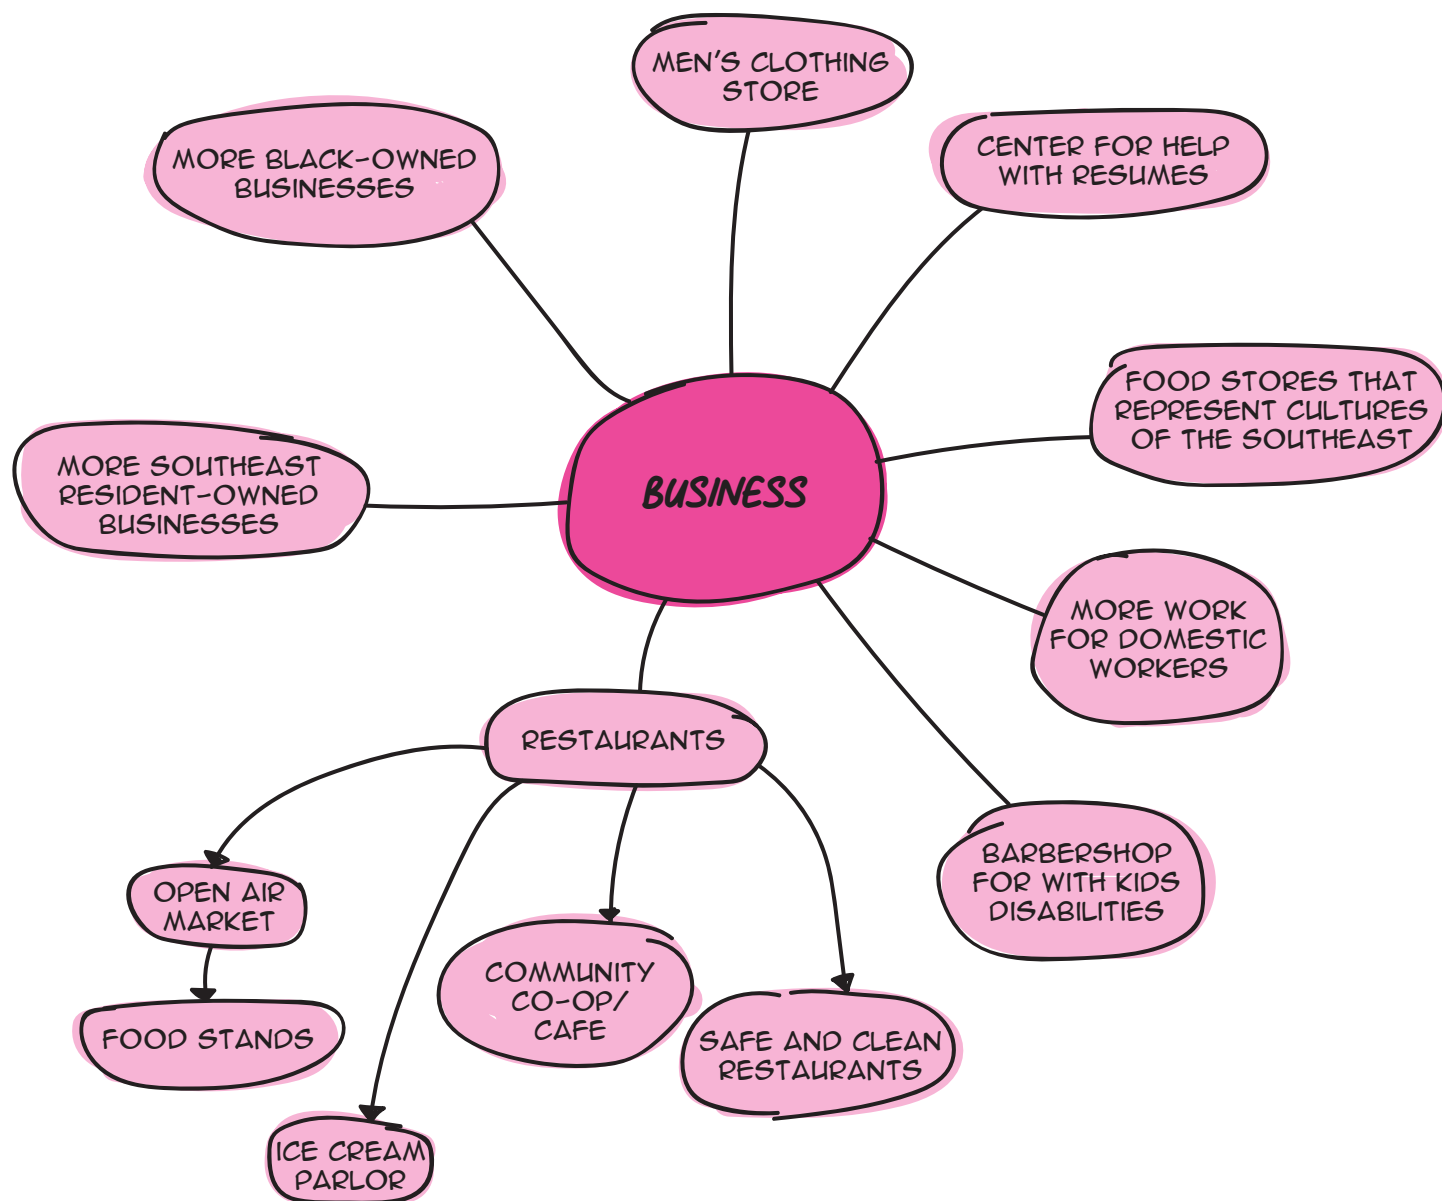 MEN'S CLOTHING
STORE
MORE BLACK-OWNED
BUSINESSES
CENTER FOR HELP
WITH RESUMES
FOOD STORES THAT
REPRESENT CULTURES
OF THE SOUTHEAST
MORE SOUTHEAST
RESIDENT-OWNED
BUSINESSES
BUSINESS
MORE WORK
FOR DOMESTIC
WORKERS
RESTAURANTS
BARBERSHOP
FOR WITH KIDS
DISABILITIES
OPEN AIR
MARKET
COMMUNITY
CO-OP/
CAFE
FOOD STANDS
SAFE AND CLEAN
RESTAURANTS
ICE CREAM
PARLOR